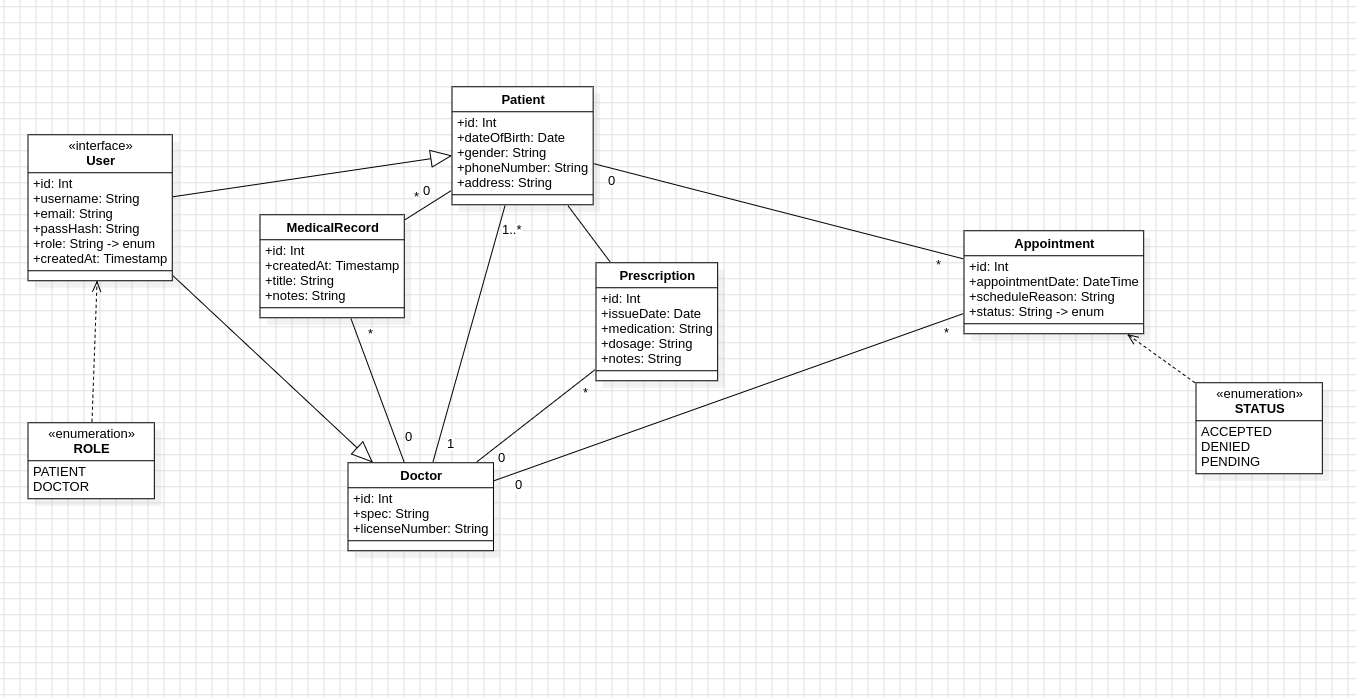 «interface»
User
+id: Int
+username: String
+email: String
+passHash: String
+role: String -> enum
+createdAt: Timestamp
«enumeration»
ROLE
PATIENT
DOCTOR
MedicalRecord
+id: Int
+createdAt: Timestamp
+title: String
+notes: String
*
0
*
0
Patient
+id: Int
+dateOfBirth: Date
+gender: String
+phoneNumber: String
+address: String
1..*
1
Doctor
+id: Int
+spec: String
+licenseNumber: String
Prescription
+id: Int
+issueDate: Date
+medication: String
+dosage: String
+notes: String
*
0
0
*
*
0
Appointment
+id: Int
+appointmentDate: DateTime
+scheduleReason: String
+status: String -> enum
«enumeration»
STATUS
ACCEPTED
DENIED
PENDING